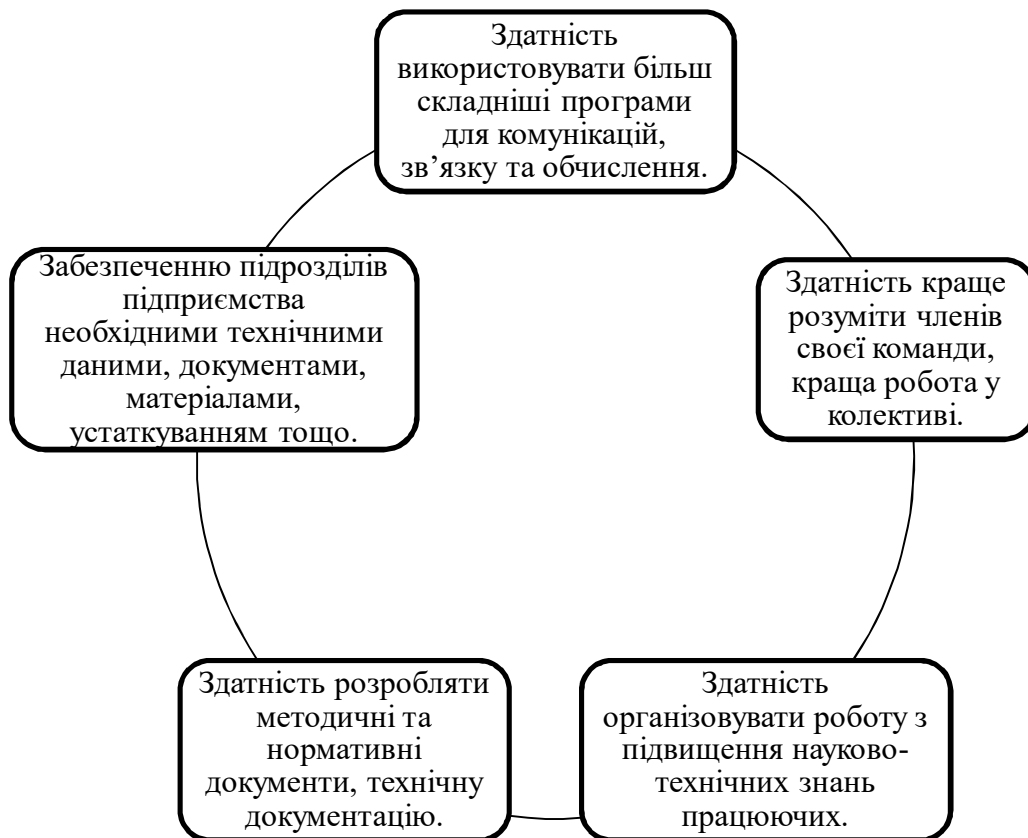 Здатність
використовувати більш
складніші програми
для комунікацій,
зв’язку та обчислення.
Здатність краще
розуміти членів
своєї команди,
краща робота у
колективі.
Здатність
організовувати роботу з
підвищення науково-
технічних знань
працюючих.
Здатність розробляти
методичні та
нормативні
документи, технічну
документацію.
Забезпеченню підрозділів
підприємства
необхідними технічними
даними, документами,
матеріалами,
устаткуванням тощо.